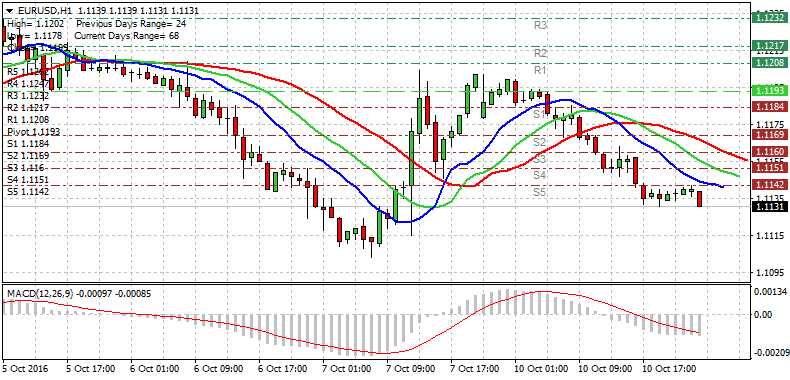 EURUSD,H1 1.1139 1.1139 1.1131 1.1131
High= 1.1202 Previous Days Range= 24
Low= 1.1178 Current Days Range= 68
R5 1.1262
R4 1.1247
R3 1.1232
R2 1.1217
R1 1.1208
Pivot 1.1193
S1 1.1184
S2 1.1169
S3 1.116
S4 1.1151
S5 1.1142
R3
R2
R1
S1
S2
S3
S4
S5
1.1232
1.1217
1.1208
1.1193
1.1184
1.1175
1.1169
1.1160
1.1151
1.1142
1.1135
1.1131
1.1115
1.1095
MACD(12,26,9) -0.00097 -0.00085
0.00134
0.00
-0.00209
5 Oct 2016 5 Oct 17:00 6 Oct 01:00 6 Oct 09:00 6 Oct 17:00 7 Oct 01:00 7 Oct 09:00 7 Oct 17:00 10 Oct 01:00 10 Oct 09:00 10 Oct 17:00